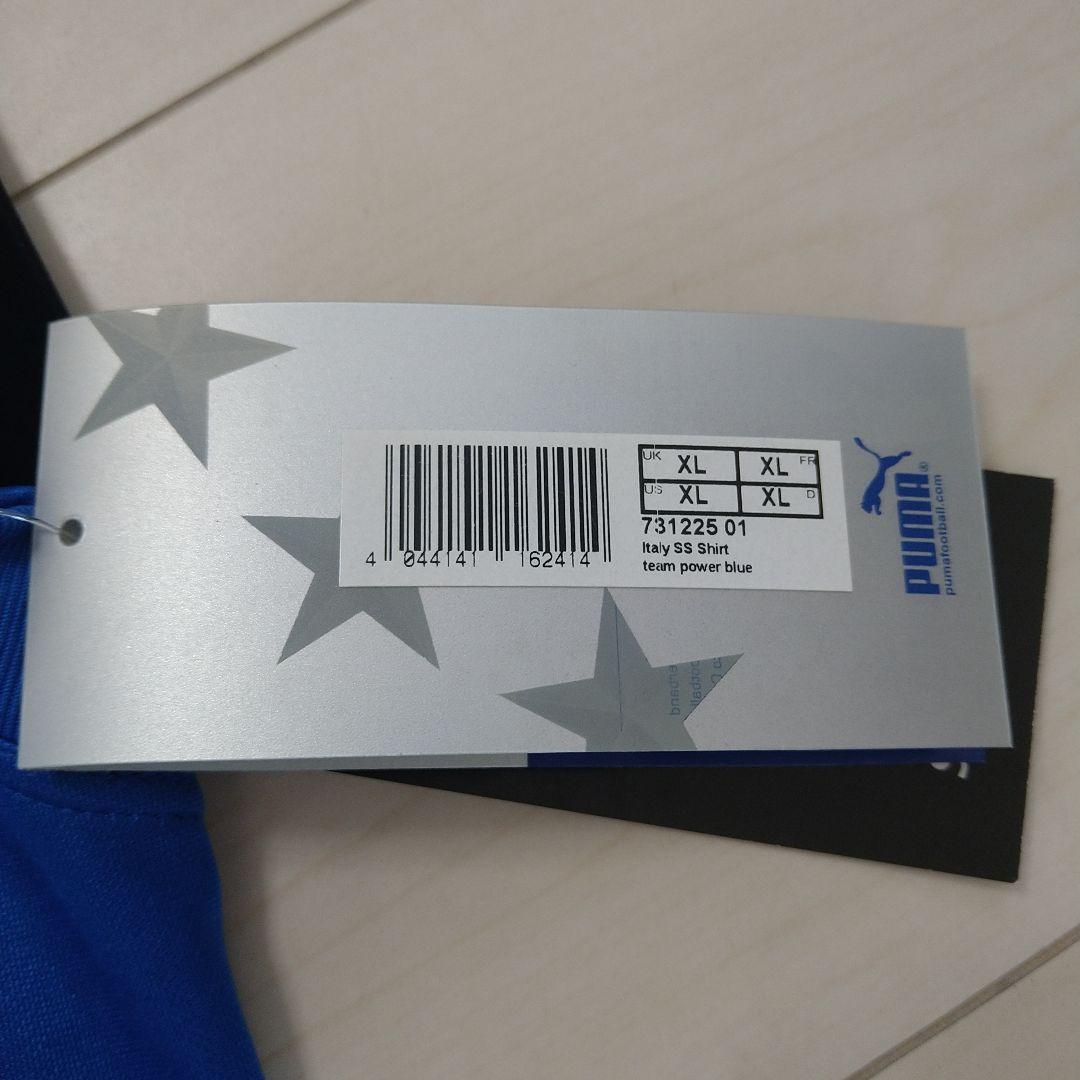 UK XL XL FR
US XL XL D
731225 01
Italy SS Shirt
team power blue
4 044141 162414
PUMA®
pumafootball.com